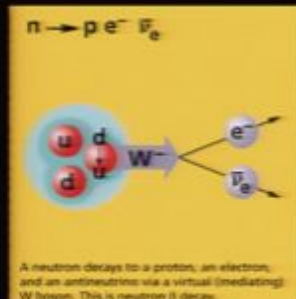 n → p e⁻ ν̅ₑ
u d
u
d
W⁻
e⁻
ν̅ₑ
A neutron decays to a proton, an electron,
and an antineutrino via a virtual (mediating)
W boson. This is neutron β decay.